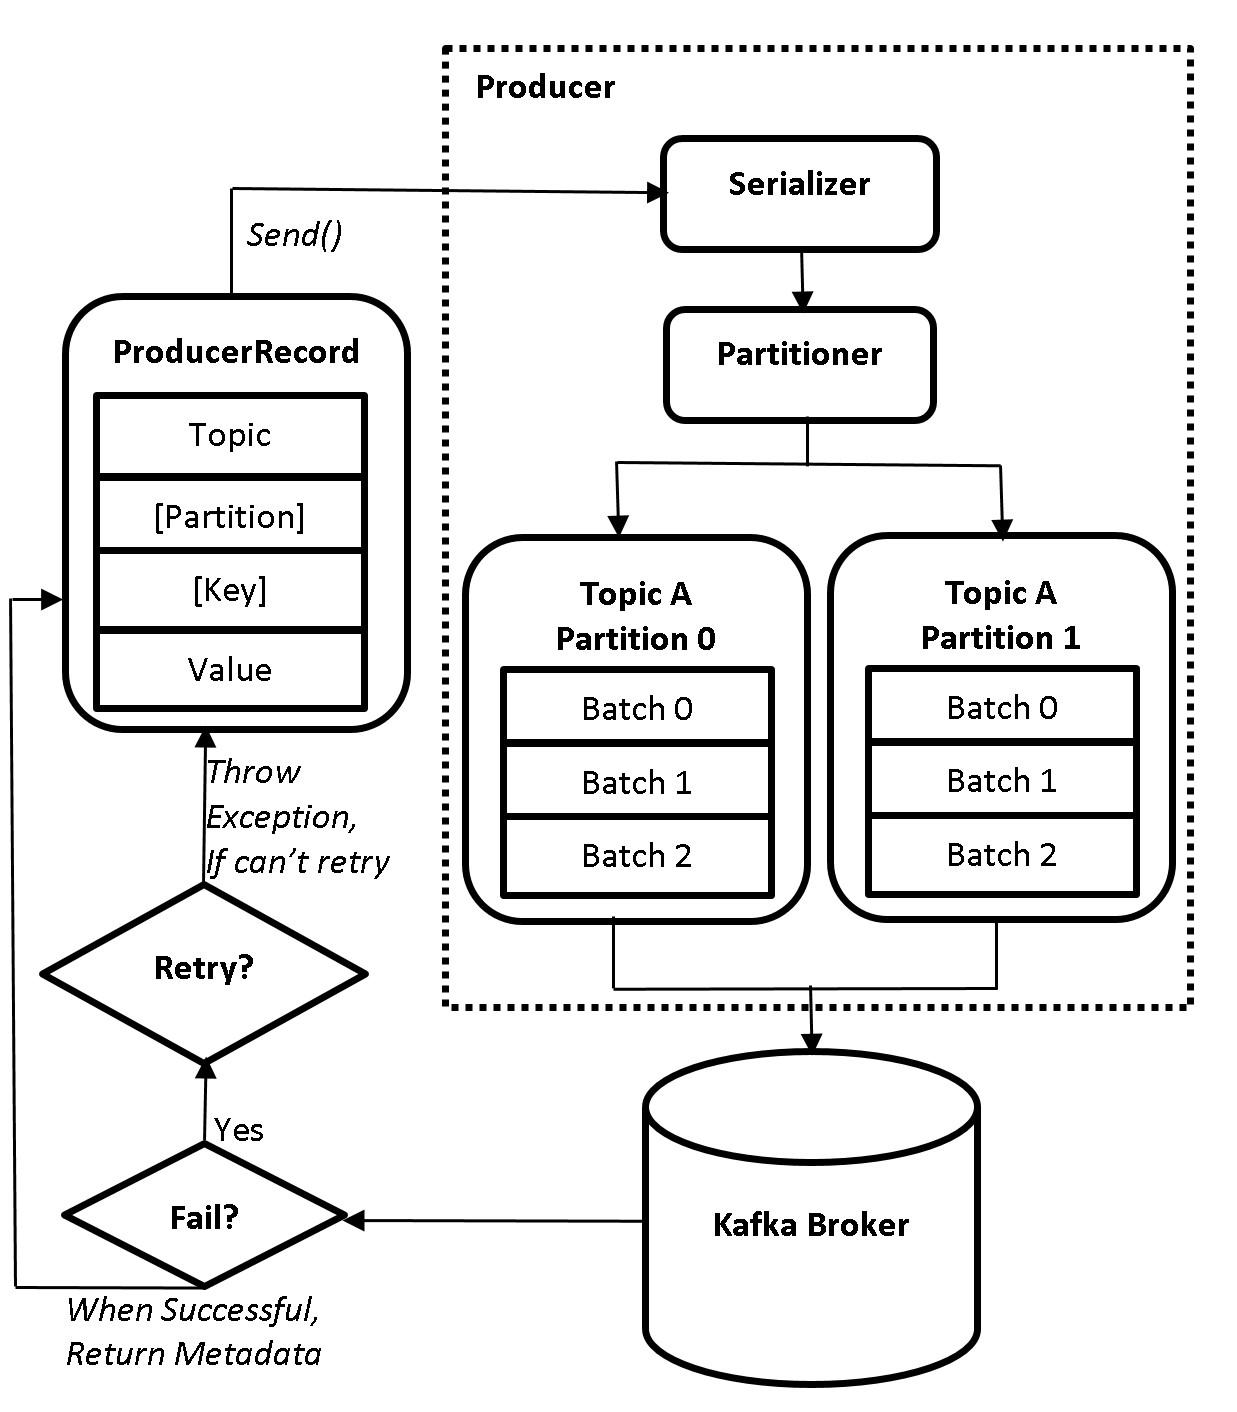 Producer
Serializer
Send()
Partitioner
ProducerRecord
Topic
[Partition]
[Key]
Value
Topic A
Partition 0
Batch 0
Batch 1
Batch 2
Topic A
Partition 1
Batch 0
Batch 1
Batch 2
Throw
Exception,
If can't retry
Retry?
Yes
Fail?
Kafka Broker
When Successful,
Return Metadata